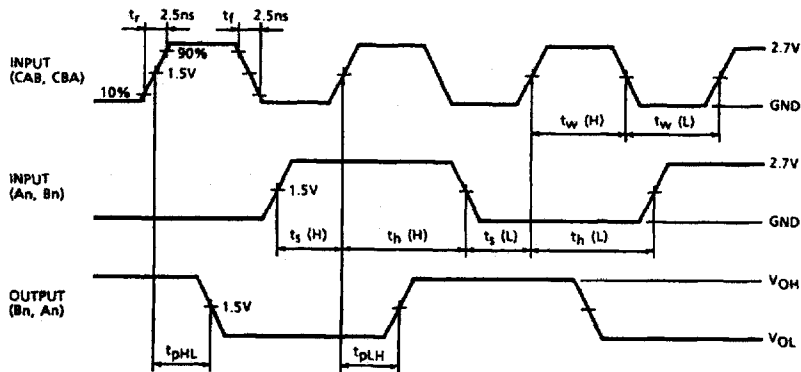 tr 2.5ns tf 2.5ns
INPUT
(CAB, CBA)
90%
1.5V
10%
2.7V
GND
tw (H) tw (L)
INPUT
(An, Bn)
1.5V
2.7V
GND
ts (H) th (H) ts (L) th (L)
OUTPUT
(Bn, An)
1.5V
VOH
VOL
tpHL tpLH